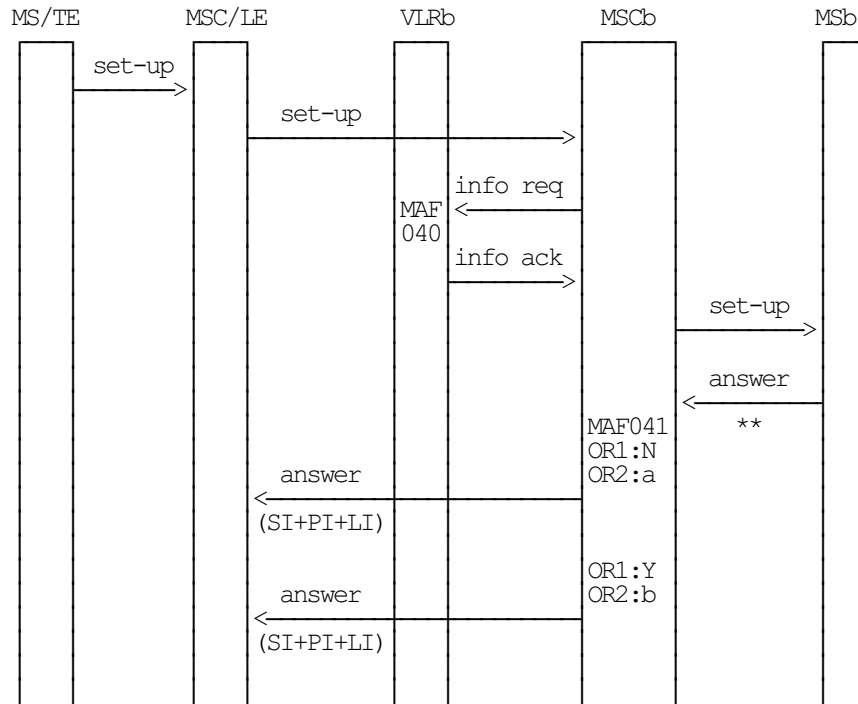 MS/TE MSC/LE VLRb MSCb MSb
set-up
set-up
info req
MAF
040
info ack
set-up
answer
**
MAF041
OR1:N
OR2:a
answer
(SI+PI+LI)
OR1:Y
OR2:b
answer
(SI+PI+LI)